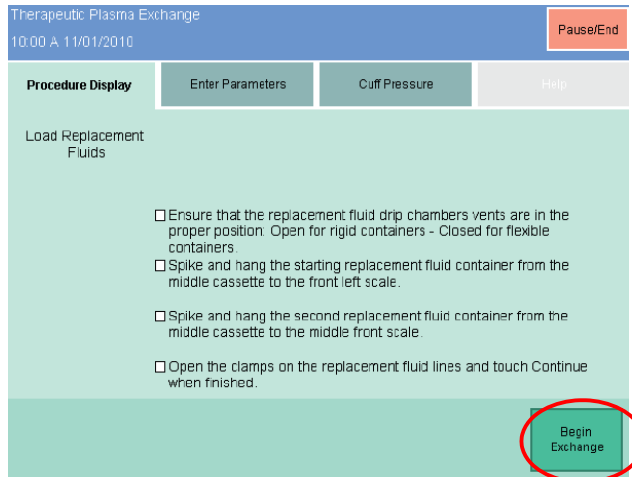 Therapeutic Plasma Exchange
10:00 A 11/01/2010
Pause/End
Procedure Display
Enter Parameters
Cuff Pressure
Help
Load Replacement
Fluids
Ensure that the replacement fluid drip chambers vents are in the
proper position: Open for rigid containers - Closed for flexible
containers.
Spike and hang the starting replacement fluid container from the
middle cassette to the front left scale.
Spike and hang the second replacement fluid container from the
middle cassette to the middle front scale.
Open the clamps on the replacement fluid lines and touch Continue
when finished.
Begin
Exchange